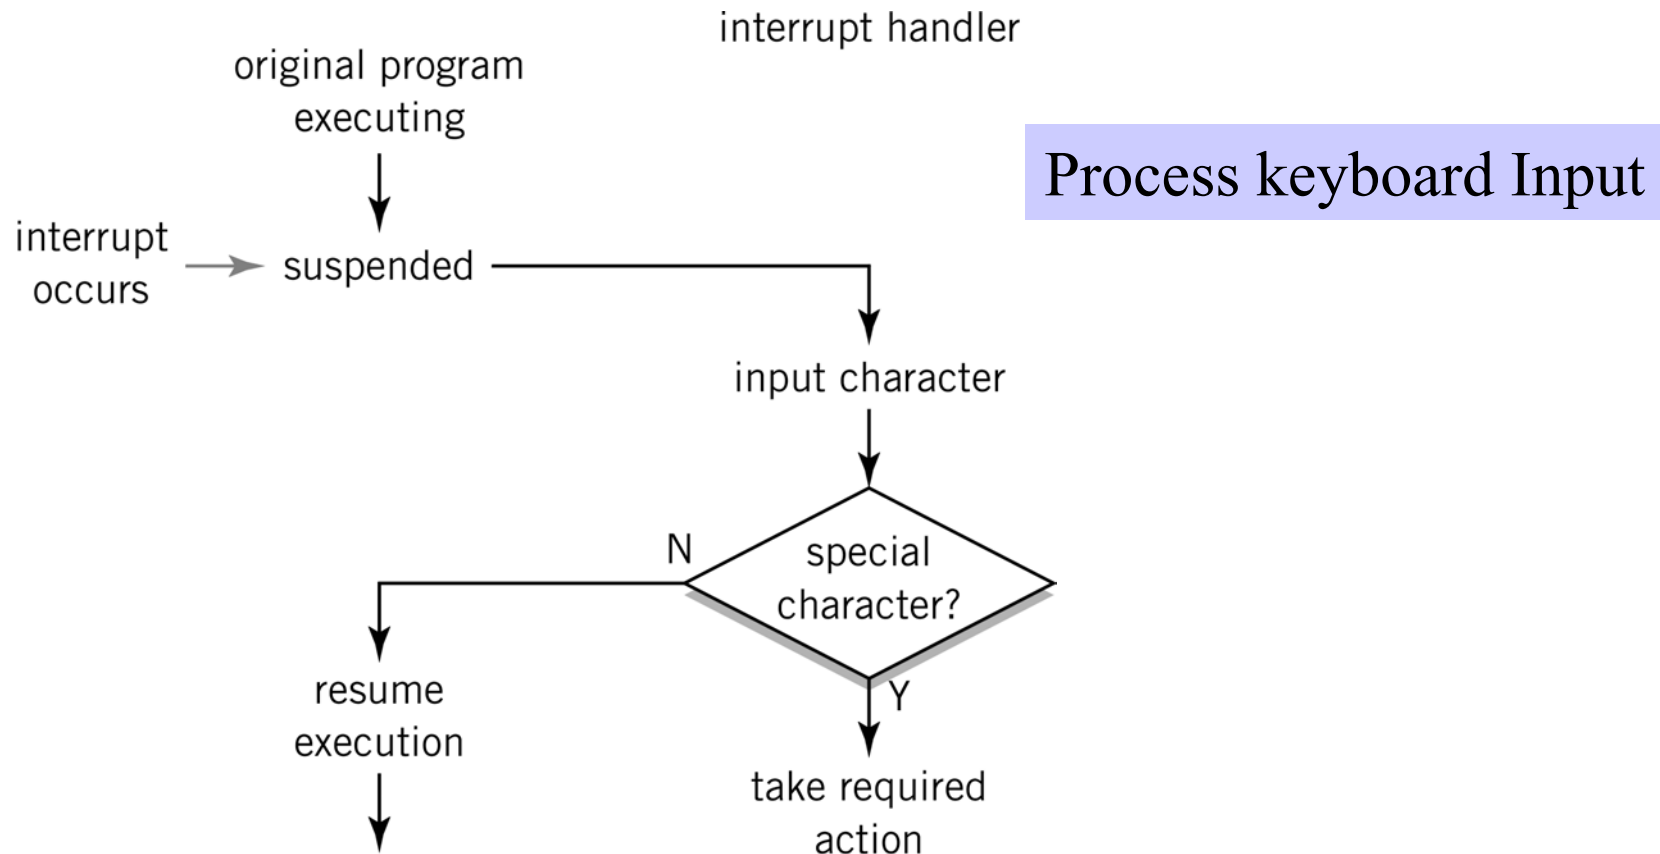 interrupt handler
original program
executing
Process keyboard Input
interrupt
occurs
suspended
input character
N
special
character?
resume
execution
Y
take required
action